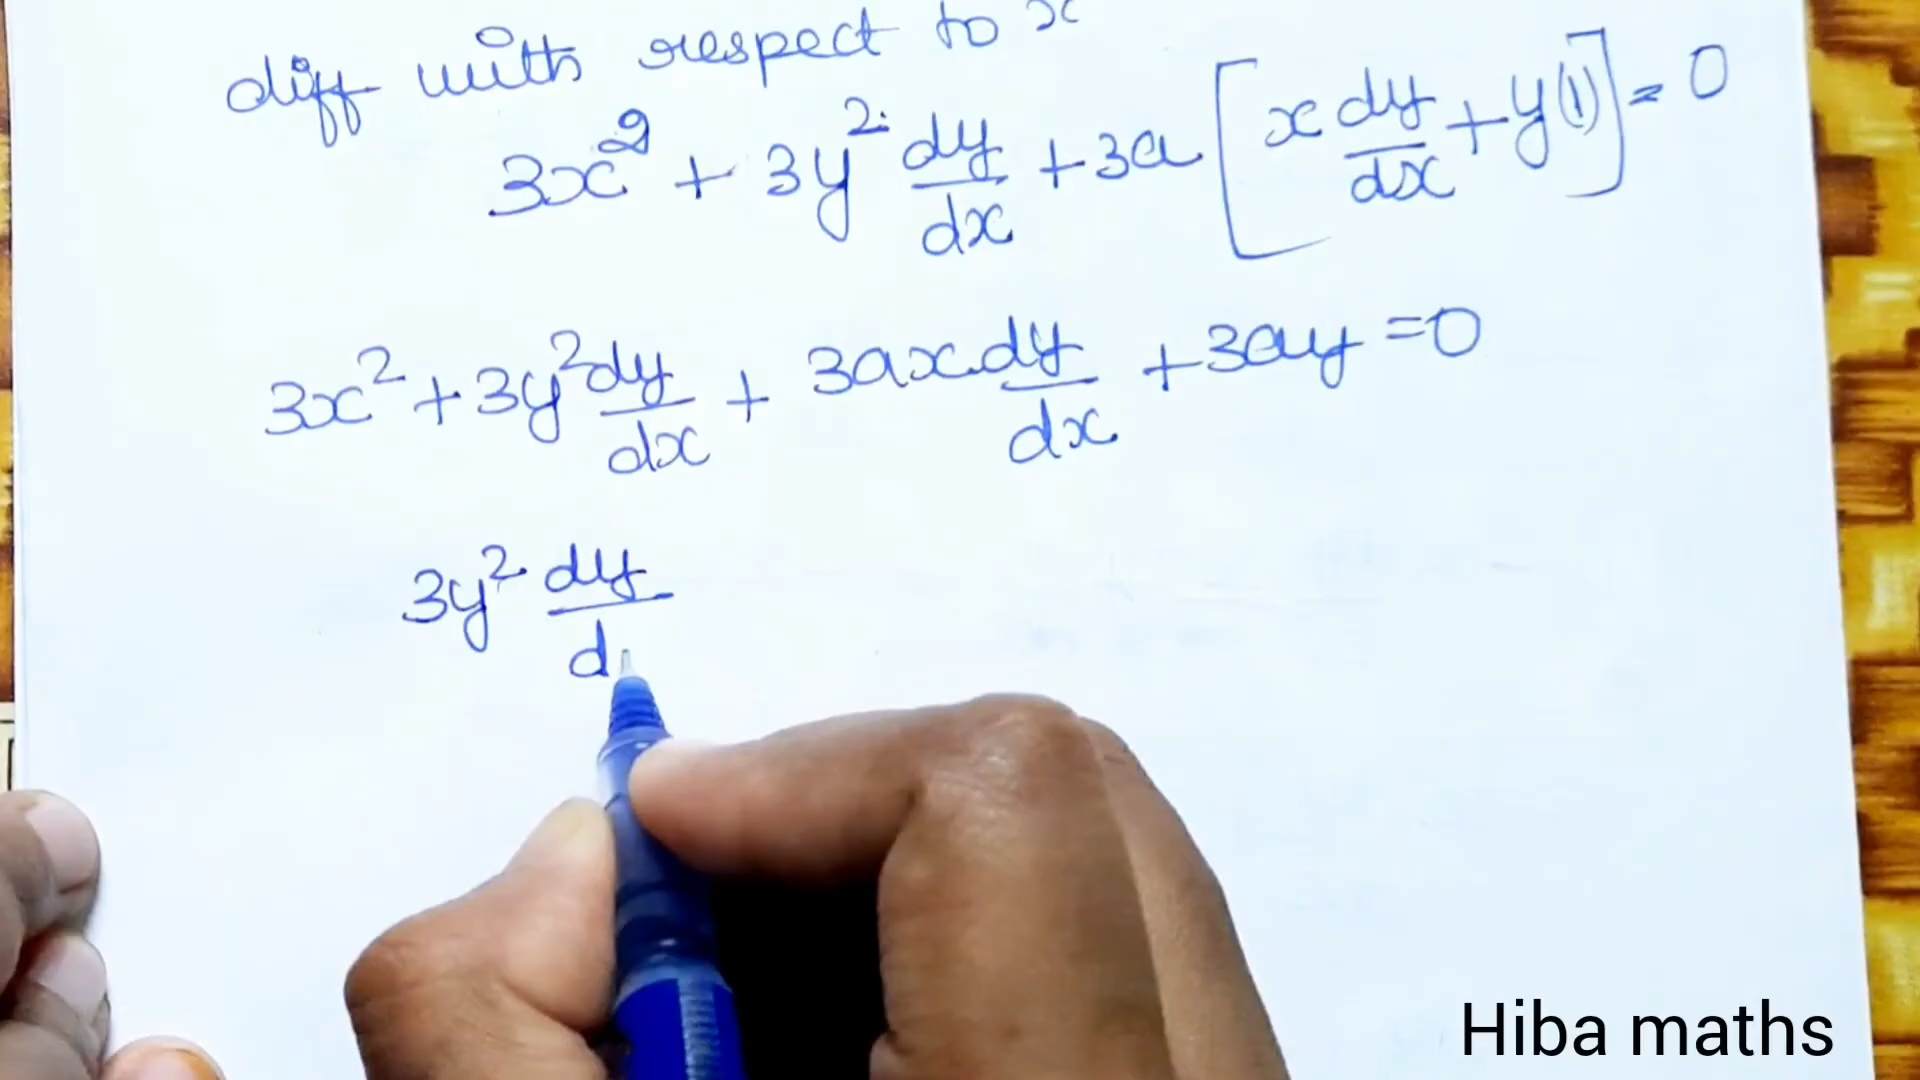 diff with respect to x
3x² + 3y² dy/dx + 3a [x dy/dx + y(1)] = 0
3x² + 3y² dy/dx + 3ax dy/dx + 3ay = 0
3y² dy/d
Hiba maths